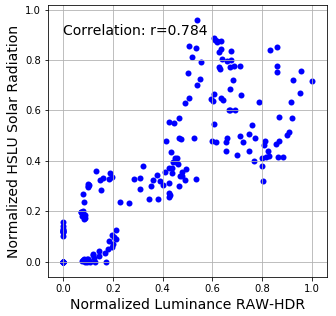 Correlation: r=0.784
Normalized HSLU Solar Radiation
1.0
0.8
0.6
0.4
0.2
0.0
0.0 0.2 0.4 0.6 0.8 1.0
Normalized Luminance RAW-HDR